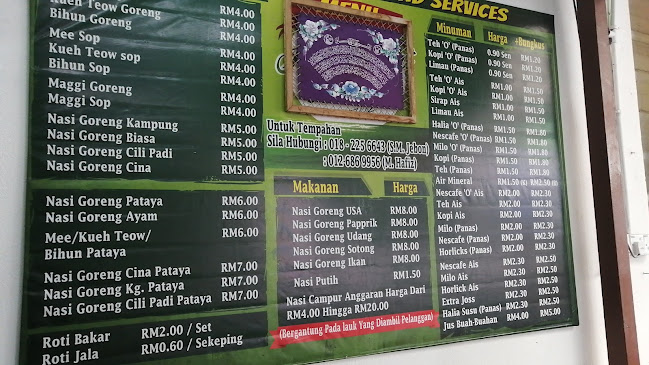 MENU
SERVICES
Kueh Teow Goreng RM4.00
Bihun Goreng RM4.00
Mee Sop RM4.00
Kueh Teow sop RM4.00
Bihun Sop RM4.00
Maggi Goreng RM4.00
Maggi Sop RM4.00
Nasi Goreng Kampung RM5.00
Nasi Goreng Biasa RM5.00
Nasi Goreng Cili Padi RM5.00
Nasi Goreng Cina RM5.00
Nasi Goreng Pataya RM6.00
Nasi Goreng Ayam RM6.00
Mee/Kueh Teow/ RM6.00
Bihun Pataya
Nasi Goreng Cina Pataya RM7.00
Nasi Goreng Kg. Pataya RM7.00
Nasi Goreng Cili Padi Pataya RM7.00
Roti Bakar RM2.00 / Set
Roti Jala RM0.60 / Sekeping
Untuk Tempahan
Sila Hubungi : 019 - 225 6643 (S.M. Jebon)
: 012-686 9956 (M. Hafiz)
Makanan Harga
Nasi Goreng USA RM8.00
Nasi Goreng Papprik RM8.00
Nasi Goreng Udang RM8.00
Nasi Goreng Sotong RM8.00
Nasi Goreng Ikan RM8.00
Nasi Putih RM1.50
Nasi Campur Anggaran Harga Dari
RM4.00 Hingga RM20.00
(Bergantung Pada lauk Yang Diambil Pelanggan)
Minuman Harga +Bungkus
Teh 'O' (Panas) 0.90 Sen RM1.20
Kopi 'O' (Panas) 0.90 Sen RM1.20
Limau (Panas) 0.90 Sen RM1.20
Teh 'O' Ais RM1.00 RM1.50
Kopi 'O' Ais RM1.00 RM1.50
Sirap Ais RM1.00 RM1.50
Limau Ais RM1.00 RM1.50
Halia 'O' (Panas) RM1.50 RM1.80
Nescafe 'O' (Panas) RM1.50 RM1.80
Milo 'O' (Panas) RM1.50 RM1.80
Kopi (Panas) RM1.50 RM1.80
Teh (Panas) RM1.50 RM1.80
Air Mineral RM1.50 RM2.50
Nescafe 'O' Ais RM2.00 RM2.30
Teh Ais RM2.00 RM2.30
Kopi Ais RM2.00 RM2.30
Milo (Panas) RM2.00 RM2.30
Nescafe (Panas) RM2.00 RM2.30
Horlicks (Panas) RM2.00 RM2.30
Nescafe Ais RM2.50
Milo Ais RM2.50
Horlick Ais RM2.50
Extra Joss RM2.50
Halia Susu (Panas) RM2.50
Jus Buah-Buahan RM4.00 RM5.00